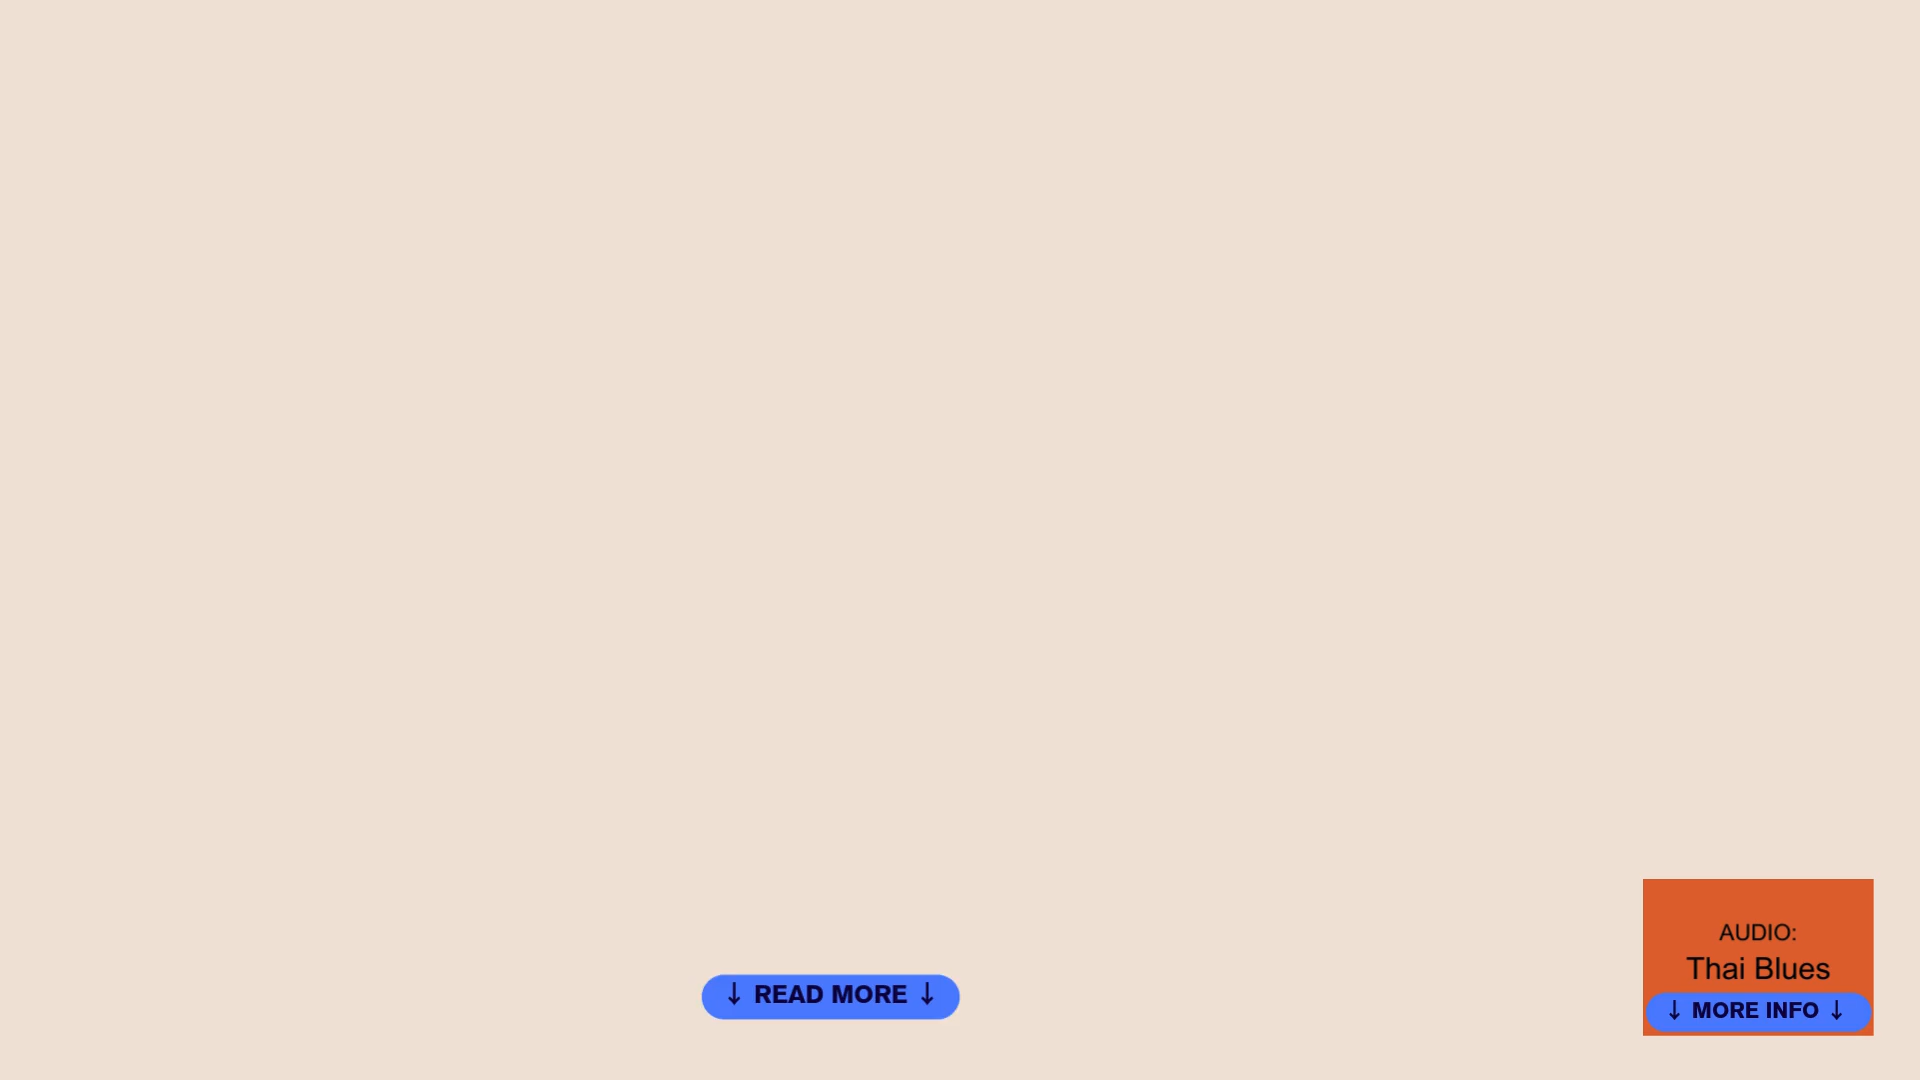 ↓ READ MORE ↓
AUDIO:
Thai Blues
↓ MORE INFO ↓